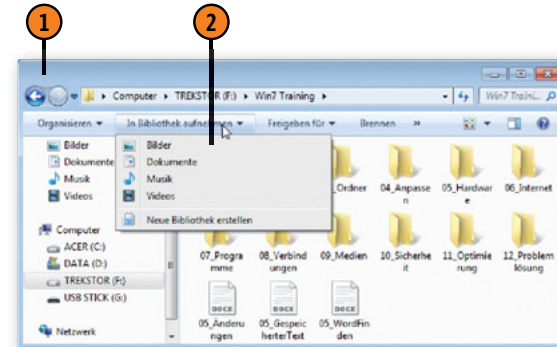 1 2
Computer ▸ TREKSTOR (F:) ▸ Win7 Training ▸ Win7 Traini...
Organisieren ▼ In Bibliothek aufnehmen ▼ Freigeben für ▼ Brennen »
Bilder
Dokumente
Musik
Videos
Computer
ACER (C:)
DATA (D:)
TREKSTOR (F:)
USB STICK (G:)
Netzwerk
Bilder
Dokumente
Musik
Videos
Neue Bibliothek erstellen
_Ordner 04_Anpasse 05_Hardwar 06_Internet
n e
07_Progra 08_Verbind 09_Medien 10_Sicherhe 11_Optimie 12_Problem
mme ungen it rung lösung
DOCX DOCX DOCX
05_Änderu 05_Gespeic 05_WordFin
ngen herterText den